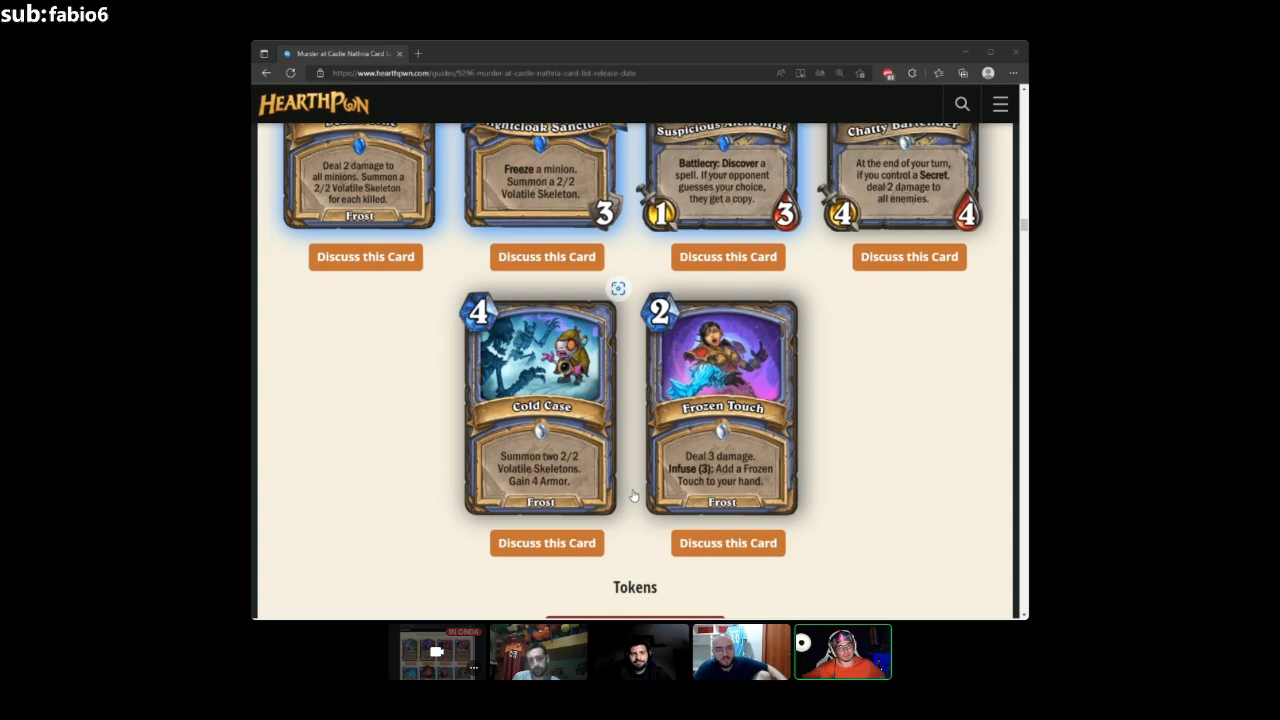 sub:fabio6
Murder at Castle Nathria Card Li
https://www.hearthpwn.com/guides/9296-murder-at-castle-nathria-card-list-release-date
HEARTHPWN
Suspicious Alchemist
Chatty Bartender
Deal 2 damage to
all minions. Summon a
2/2 Volatile Skeleton
for each killed.
Frost
Freeze a minion.
Summon a 2/2
Volatile Skeleton.
3
Battlecry: Discover a
spell. If your opponent
guesses your choice,
they get a copy.
1
3
At the end of your turn,
if you control a Secret,
deal 2 damage to
all enemies.
4
4
Discuss this Card
Discuss this Card
Discuss this Card
Discuss this Card
4
Cold Case
Summon two 2/2
Volatile Skeletons.
Gain 4 Armor.
Frost
2
Frozen Touch
Deal 3 damage.
Infuse (3): Add a Frozen
Touch to your hand.
Frost
Discuss this Card
Discuss this Card
Tokens
IN ONDA